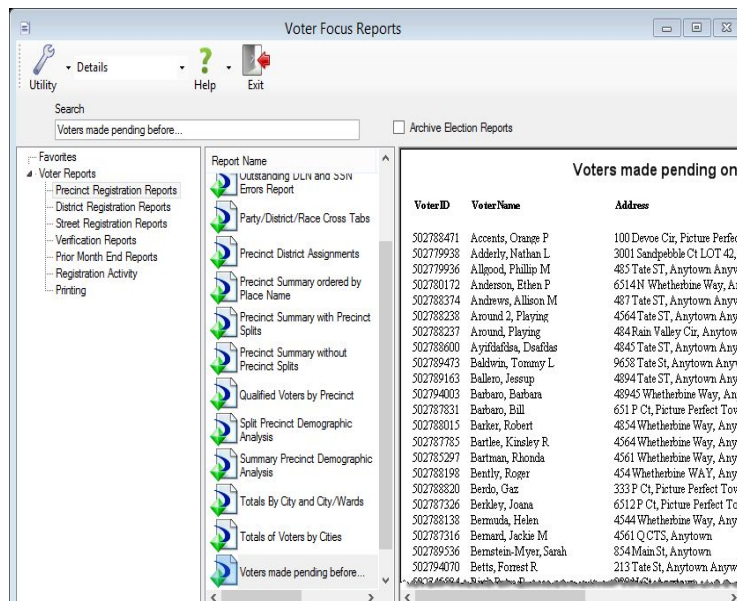 Voter Focus Reports
Utility
Details
Help
Exit
Search
Voters made pending before...
Archive Election Reports
Favorites
Voter Reports
Precinct Registration Reports
District Registration Reports
Street Registration Reports
Verification Reports
Prior Month End Reports
Registration Activity
Printing
Report Name
Outstanding DLN and SSN
Errors Report
Party/District/Race Cross Tabs
Precinct District Assignments
Precinct Summary ordered by
Place Name
Precinct Summary with Precinct
Splits
Precinct Summary without
Precinct Splits
Qualified Voters by Precinct
Split Precinct Demographic
Analysis
Summary Precinct Demographic
Analysis
Totals By City and City/Wards
Totals of Voters by Cities
Voters made pending before...
Voters made pending on
VoterID VoterName Address
502788471 Accents, Orange P 100 Devoe Cir, Picture Perfec
502779938 Adderly, Nathan L 3001 Sandpebble Ct LOT 42,
502779936 Allgood, Phillip M 485 Tate ST, Anytown Anyv
502780172 Anderson, Ethen P 6514 N Whetherbine Way, A
502788374 Andrews, Allison M 487 Tate ST, Anytown Anyv
502788238 Around 2, Playing 4564 Tate ST, Anytown Any
502788237 Around, Playing 484 Rain Valley Cir, Anytow
502788600 Ayifdafdsa, Dsafdas 4845 Tate ST, Anytown Any
502789473 Baldwin, Tommy L 9658 Tate St, Anytown Anyv
502789163 Ballero, Jessup 4894 Tate ST, Anytown Any
502794003 Barbaro, Barbara 48945 Whetherbine Way, An
502787831 Barbaro, Bill 651 P Ct, Picture Perfect Tov
502788015 Barker, Robert 4854 Whetherbine Way, Any
502787785 Bartlee, Kinsley R 4564 Whetherbine Way, Any
502785297 Bartman, Rhonda 4561 Whetherbine Way, Any
502788198 Bently, Roger 454 Whetherbine WAY, Any
502788820 Berdo, Gaz 333 P Ct, Picture Perfect Tov
502787326 Berkley, Joana 6512 P Ct, Picture Perfect To
502788138 Bermuda, Helen 4544 Whetherbine Way, Any
502787316 Bernard, Jackie M 4561 Q CTS, Anytown
502789536 Bernstein-Myer, Sarah 854 Main St, Anytown
502794070 Betts, Forrest R 213 Tate St, Anytown Anyw